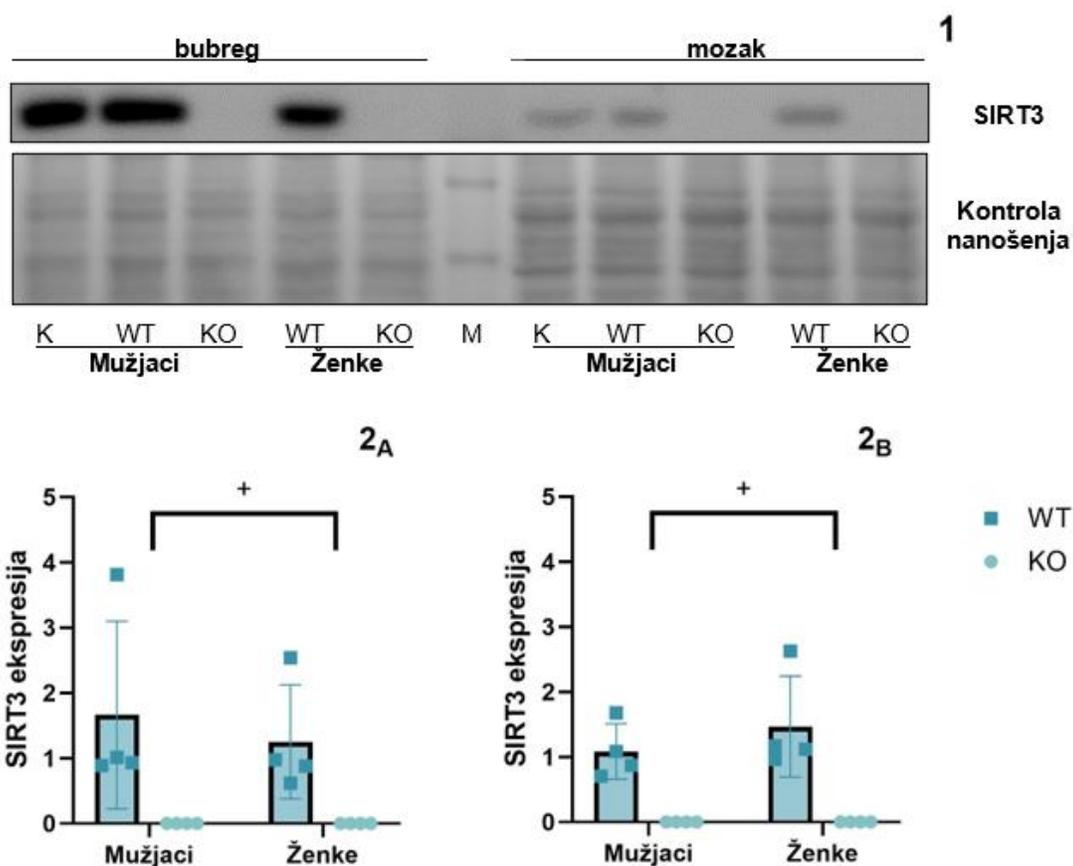 1
bubreg
mozak
SIRT3
Kontrola
nanošenja
K WT KO WT KO M K WT KO WT KO
Mužjaci Ženke Mužjaci Ženke
2A
2B
+
5
4
3
2
1
0
SIRT3 ekspresija
Mužjaci Ženke
+
5
4
3
2
1
0
SIRT3 ekspresija
Mužjaci Ženke
WT
KO